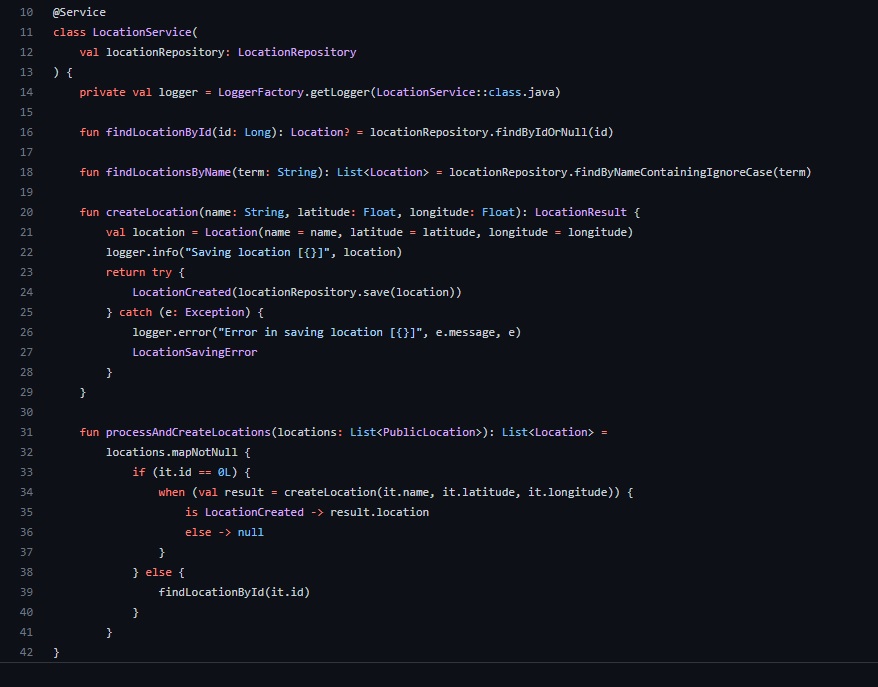 10 @Service
11 class LocationService(
12     val locationRepository: LocationRepository
13 ) {
14     private val logger = LoggerFactory.getLogger(LocationService::class.java)
15
16     fun findLocationById(id: Long): Location? = locationRepository.findByIdOrNull(id)
17
18     fun findLocationsByName(term: String): List<Location> = locationRepository.findByNameContainingIgnoreCase(term)
19
20     fun createLocation(name: String, latitude: Float, longitude: Float): LocationResult {
21         val location = Location(name = name, latitude = latitude, longitude = longitude)
22         logger.info("Saving location [{}]", location)
23         return try {
24             LocationCreated(locationRepository.save(location))
25         } catch (e: Exception) {
26             logger.error("Error in saving location [{}]", e.message, e)
27             LocationSavingError
28         }
29     }
30
31     fun processAndCreateLocations(locations: List<PublicLocation>): List<Location> =
32         locations.mapNotNull {
33             if (it.id == 0L) {
34                 when (val result = createLocation(it.name, it.latitude, it.longitude)) {
35                     is LocationCreated -> result.location
36                     else -> null
37                 }
38             } else {
39                 findLocationById(it.id)
40             }
41         }
42 }